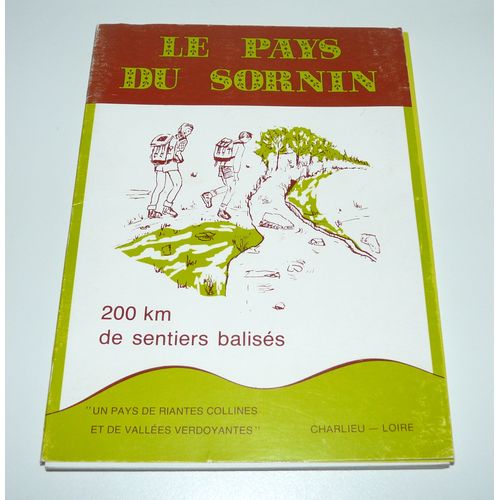 LE PAYS
DU SORNIN
200 km
de sentiers balisés
"UN PAYS DE RIANTES COLLINES
ET DE VALLÉES VERDOYANTES"
CHARLIEU — LOIRE